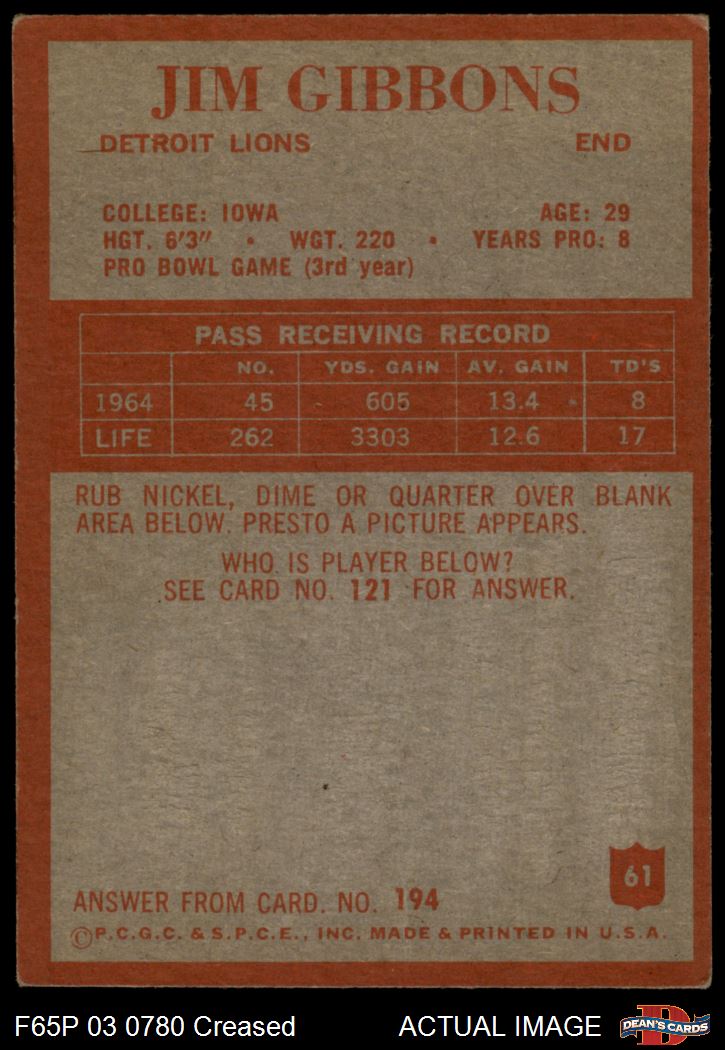 JIM GIBBONS
DETROIT LIONS END
COLLEGE: IOWA AGE: 29
HGT. 6'3" • WGT. 220 • YEARS PRO: 8
PRO BOWL GAME (3rd year)
PASS RECEIVING RECORD
NO. YDS. GAIN AV. GAIN TD'S
1964 45 605 13.4 8
LIFE 262 3303 12.6 17
RUB NICKEL, DIME OR QUARTER OVER BLANK
AREA BELOW. PRESTO A PICTURE APPEARS.
WHO IS PLAYER BELOW?
SEE CARD NO. 121 FOR ANSWER.
61
ANSWER FROM CARD. NO. 194
©P.C.G.C. & S.P.C.E., INC. MADE & PRINTED IN U.S.A.
F65P 03 0780 Creased ACTUAL IMAGE D DEAN'S CARDS